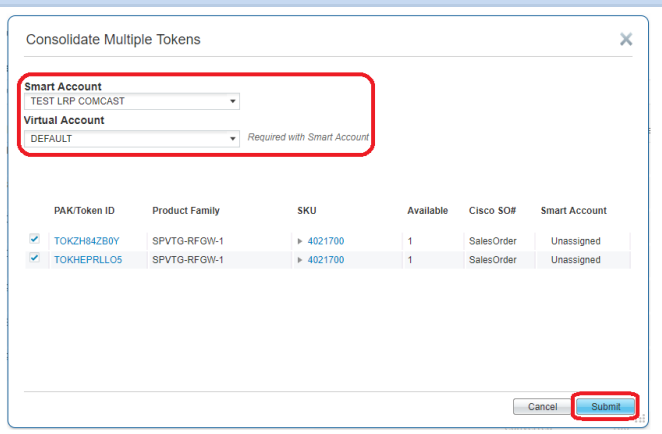 Consolidate Multiple Tokens
Smart Account
TEST LRP COMCAST
Virtual Account
DEFAULT Required with Smart Account
PAK/Token ID Product Family SKU Available Cisco SO# Smart Account
TOKZH84ZB0Y SPVTG-RFGW-1 4021700 1 SalesOrder Unassigned
TOKHEPRLLO5 SPVTG-RFGW-1 4021700 1 SalesOrder Unassigned
Cancel Submit